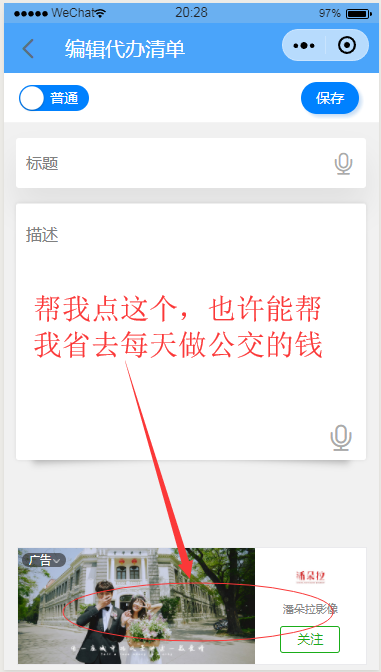 WeChat 20:28 97%
编辑代办清单
普通 保存
标题
描述
帮我点这个，也许能帮
我省去每天做公交的钱
广告
潘朵拉
潘朵拉影像
关注